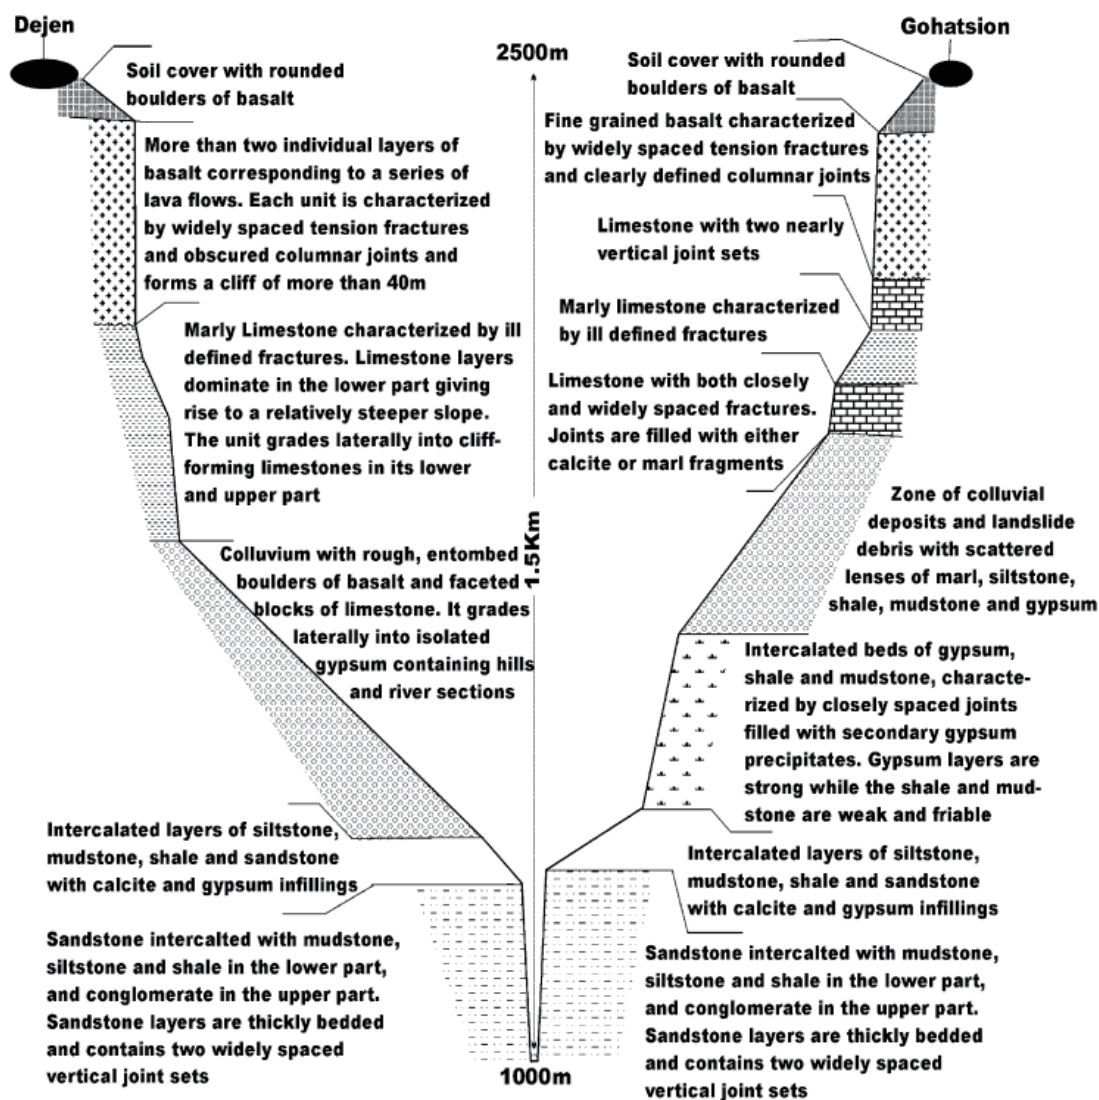 Dejen
Soil cover with rounded
boulders of basalt
More than two individual layers of
basalt corresponding to a series of
lava flows. Each unit is characterized
by widely spaced tension fractures
and obscured columnar joints and
forms a cliff of more than 40m
Marly Limestone characterized by ill
defined fractures. Limestone layers
dominate in the lower part giving
rise to a relatively steeper slope.
The unit grades laterally into cliff-
forming limestones in its lower
and upper part
Colluvium with rough, entombed
boulders of basalt and faceted
blocks of limestone. It grades
laterally into isolated
gypsum containing hills
and river sections
Intercalated layers of siltstone,
mudstone, shale and sandstone
with calcite and gypsum infillings
Sandstone intercalted with mudstone,
siltstone and shale in the lower part,
and conglomerate in the upper part.
Sandstone layers are thickly bedded
and contains two widely spaced
vertical joint sets
2500m
1.5Km
1000m
Gohatsion
Soil cover with rounded
boulders of basalt
Fine grained basalt characterized
by widely spaced tension fractures
and clearly defined columnar joints
Limestone with two nearly
vertical joint sets
Marly limestone characterized
by ill defined fractures
Limestone with both closely
and widely spaced fractures.
Joints are filled with either
calcite or marl fragments
Zone of colluvial
deposits and landslide
debris with scattered
lenses of marl, siltstone,
shale, mudstone and gypsum
Intercalated beds of gypsum,
shale and mudstone, characte-
rized by closely spaced joints
filled with secondary gypsum
precipitates. Gypsum layers are
strong while the shale and mud-
stone are weak and friable
Intercalated layers of siltstone,
mudstone, shale and sandstone
with calcite and gypsum infillings
Sandstone intercalted with mudstone,
siltstone and shale in the lower part,
and conglomerate in the upper part.
Sandstone layers are thickly bedded
and contains two widely spaced
vertical joint sets